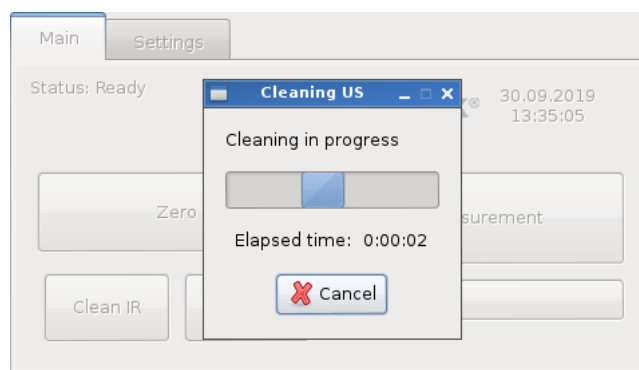 Main Settings
Status: Ready
30.09.2019
13:35:05
Cleaning US
Cleaning in progress
Elapsed time: 0:00:02
Cancel
Zero
Clean IR